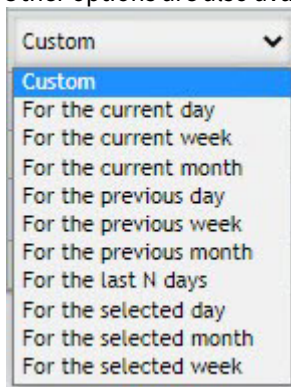 Custom
Custom
For the current day
For the current week
For the current month
For the previous day
For the previous week
For the previous month
For the last N days
For the selected day
For the selected month
For the selected week